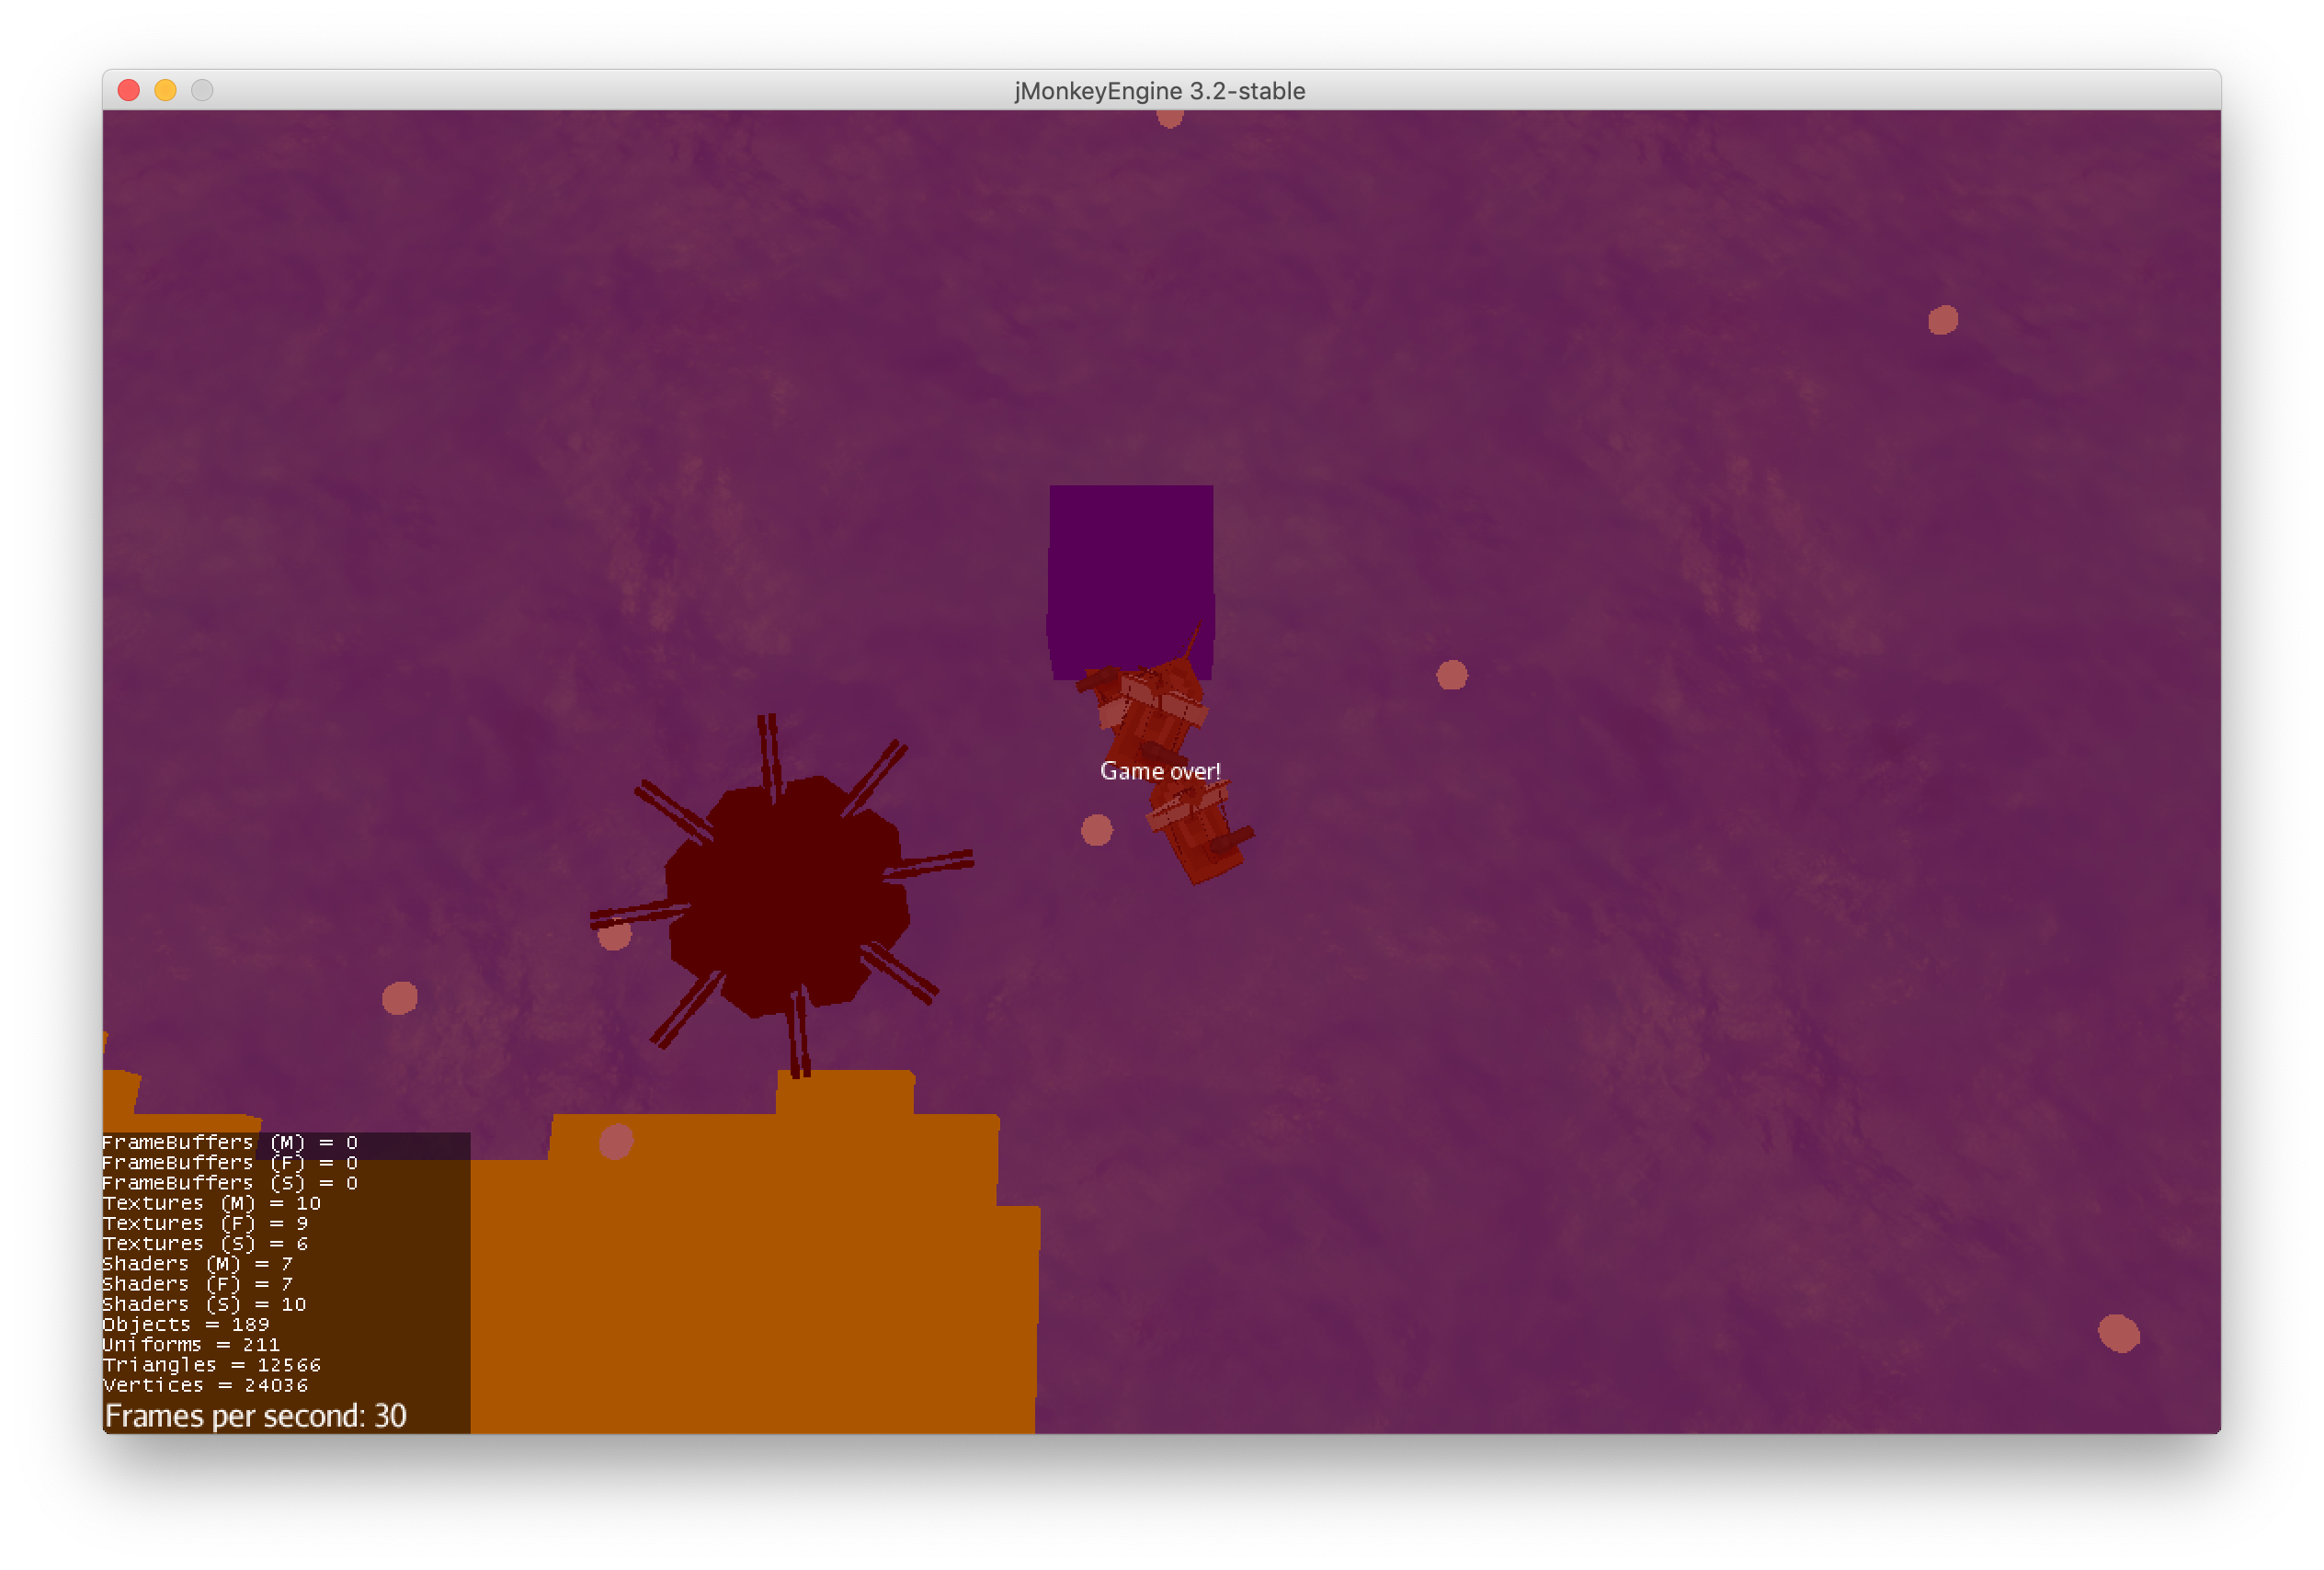 jMonkeyEngine 3.2-stable
Game over!
FrameBuffers (M) = 0
FrameBuffers (F) = 0
FrameBuffers (S) = 0
Textures (M) = 10
Textures (F) = 9
Textures (S) = 6
Shaders (M) = 7
Shaders (F) = 7
Shaders (S) = 10
Objects = 189
Uniforms = 211
Triangles = 12566
Vertices = 24036
Frames per second: 30